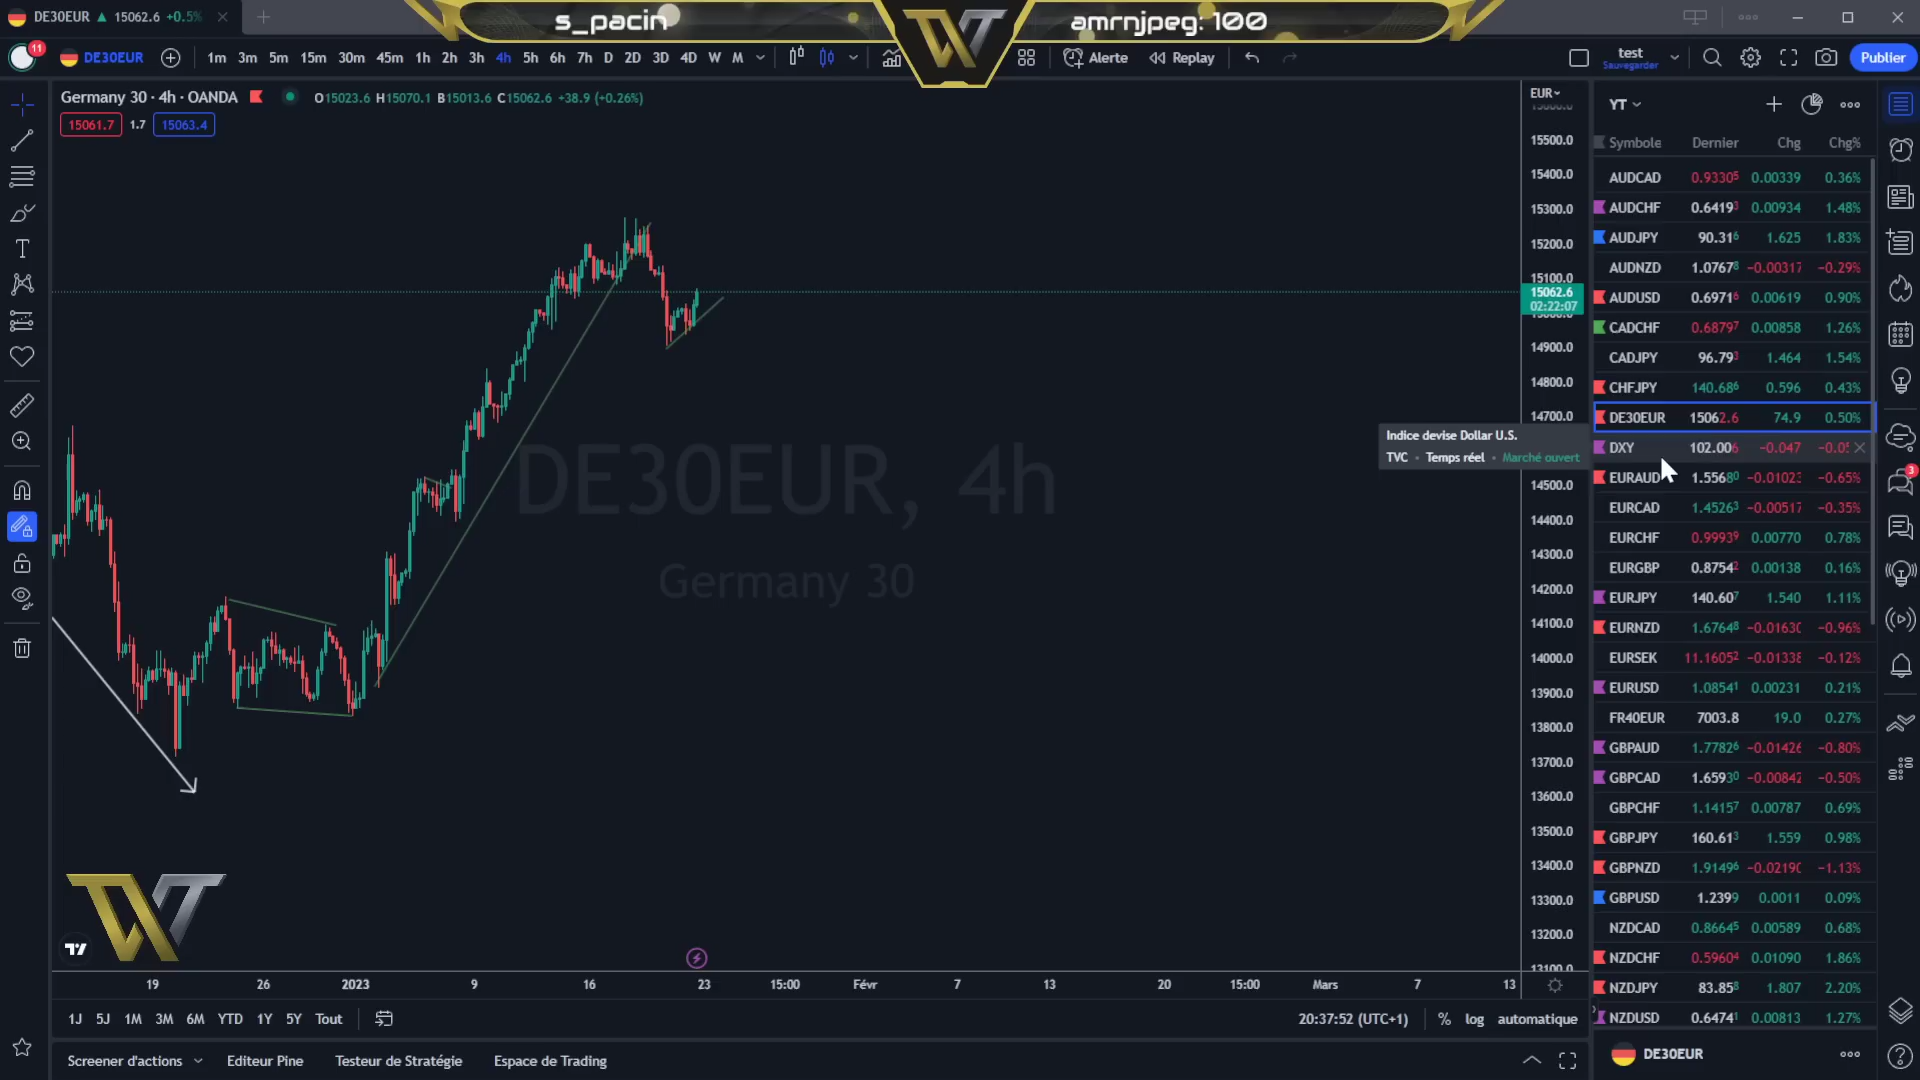 DE30EUR ▲ 15062.6 +0.5%
s_pacin
amrnjpeg: 100
11
DE30EUR
1m 3m 5m 15m 30m 45m 1h 2h 3h 4h 5h 6h 7h D 2D 3D 4D W M
Alerte
Replay
test
Sauvegarder
Publier
Germany 30 · 4h · OANDA
O15023.6 H15070.1 B15013.6 C15062.6 +38.9 (+0.26%)
15061.7 1.7 15063.4
EUR
YT
Symbole Dernier Chg Chg%
AUDCAD 0.93305 0.00339 0.36%
AUDCHF 0.64193 0.00934 1.48%
AUDJPY 90.316 1.625 1.83%
AUDNZD 1.07678 −0.00317 −0.29%
AUDUSD 0.69716 0.00619 0.90%
CADCHF 0.68797 0.00858 1.26%
CADJPY 96.793 1.464 1.54%
CHFJPY 140.686 0.596 0.43%
DE30EUR 15062.6 74.9 0.50%
DXY 102.006 −0.047 −0.05
EURAUD 1.55680 −0.01023 −0.65%
EURCAD 1.45263 −0.00517 −0.35%
EURCHF 0.99939 0.00770 0.78%
EURGBP 0.87542 0.00138 0.16%
EURJPY 140.607 1.540 1.11%
EURNZD 1.67648 −0.01630 −0.96%
EURSEK 11.16052 −0.01338 −0.12%
EURUSD 1.08541 0.00231 0.21%
FR40EUR 7003.8 19.0 0.27%
GBPAUD 1.77826 −0.01426 −0.80%
GBPCAD 1.65930 −0.00842 −0.50%
GBPCHF 1.14157 0.00787 0.69%
GBPJPY 160.613 1.559 0.98%
GBPNZD 1.91496 −0.02190 −1.13%
GBPUSD 1.2399 0.0011 0.09%
NZDCAD 0.86645 0.00589 0.68%
NZDCHF 0.59604 0.01090 1.86%
NZDJPY 83.858 1.807 2.20%
NZDUSD 0.64741 0.00813 1.27%
DE30EUR
15500.0
15400.0
15300.0
15200.0
15100.0
15062.6
02:22:07
14900.0
14800.0
14700.0
Indice devise Dollar U.S.
TVC • Temps réel • Marché ouvert
14500.0
14400.0
14300.0
14200.0
14100.0
14000.0
13900.0
13800.0
13700.0
13600.0
13500.0
13400.0
13300.0
13200.0
13100.0
DE30EUR, 4h
Germany 30
3
19 26 2023 9 16 23 15:00 Févr 7 13 20 15:00 Mars 7 13
1J 5J 1M 3M 6M YTD 1Y 5Y Tout
20:37:52 (UTC+1) % log automatique
Screener d'actions Editeur Pine Testeur de Stratégie Espace de Trading